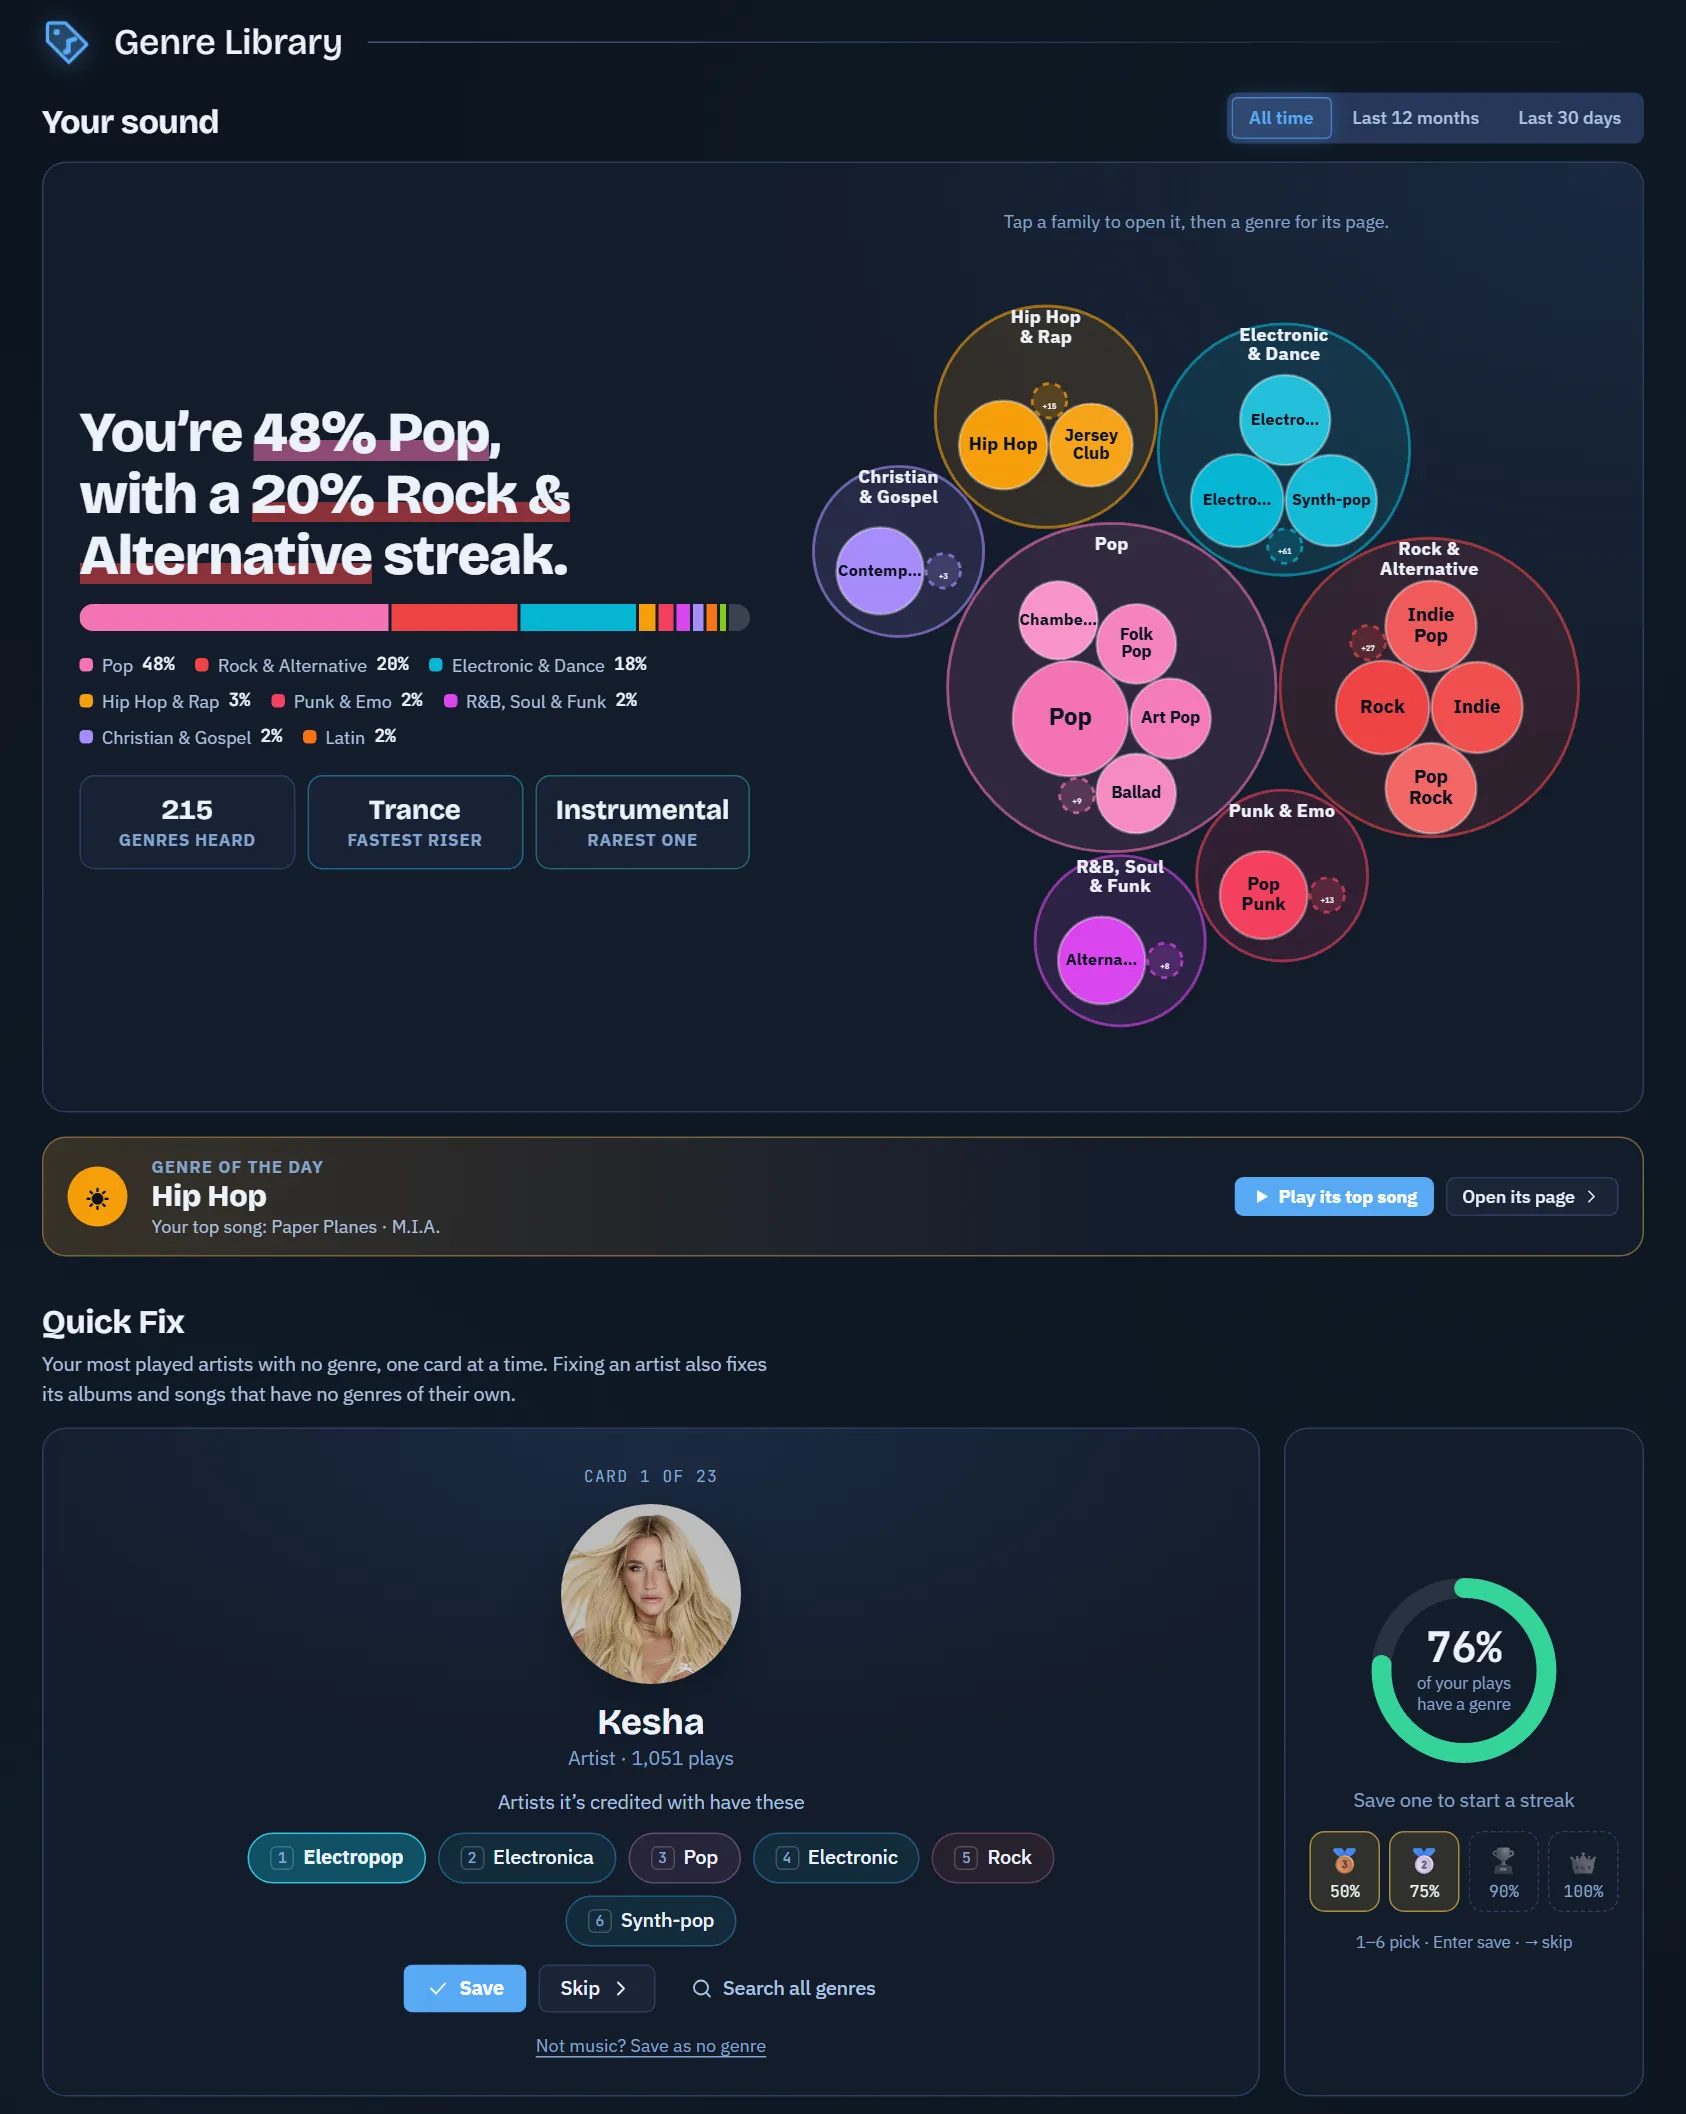 Genre Library
Your sound
All time
Last 12 months
Last 30 days
Tap a family to open it, then a genre for its page.
You’re 48% Pop,
with a 20% Rock &
Alternative streak.
Pop 48% Rock & Alternative 20% Electronic & Dance 18%
Hip Hop & Rap 3% Punk & Emo 2% R&B, Soul & Funk 2%
Christian & Gospel 2% Latin 2%
215
GENRES HEARD
Trance
FASTEST RISER
Instrumental
RAREST ONE
Hip Hop
& Rap
+15
Hip Hop
Jersey
Club
Electronic
& Dance
Electro...
Electro...
Synth-pop
+61
Christian
& Gospel
Contemp...
+3
Pop
Chambe...
Folk
Pop
Pop
Art Pop
Ballad
+9
Rock &
Alternative
Indie
Pop
+27
Rock
Indie
Pop
Rock
Punk & Emo
Pop
Punk
+13
R&B, Soul
& Funk
Alterna...
+8
GENRE OF THE DAY
Hip Hop
Your top song: Paper Planes · M.I.A.
Play its top song
Open its page
Quick Fix
Your most played artists with no genre, one card at a time. Fixing an artist also fixes
its albums and songs that have no genres of their own.
CARD 1 OF 23
Kesha
Artist · 1,051 plays
Artists it’s credited with have these
1 Electropop 2 Electronica 3 Pop 4 Electronic 5 Rock
6 Synth-pop
Save
Skip
Search all genres
Not music? Save as no genre
76%
of your plays
have a genre
Save one to start a streak
3
2
50% 75% 90% 100%
1–6 pick · Enter save · → skip